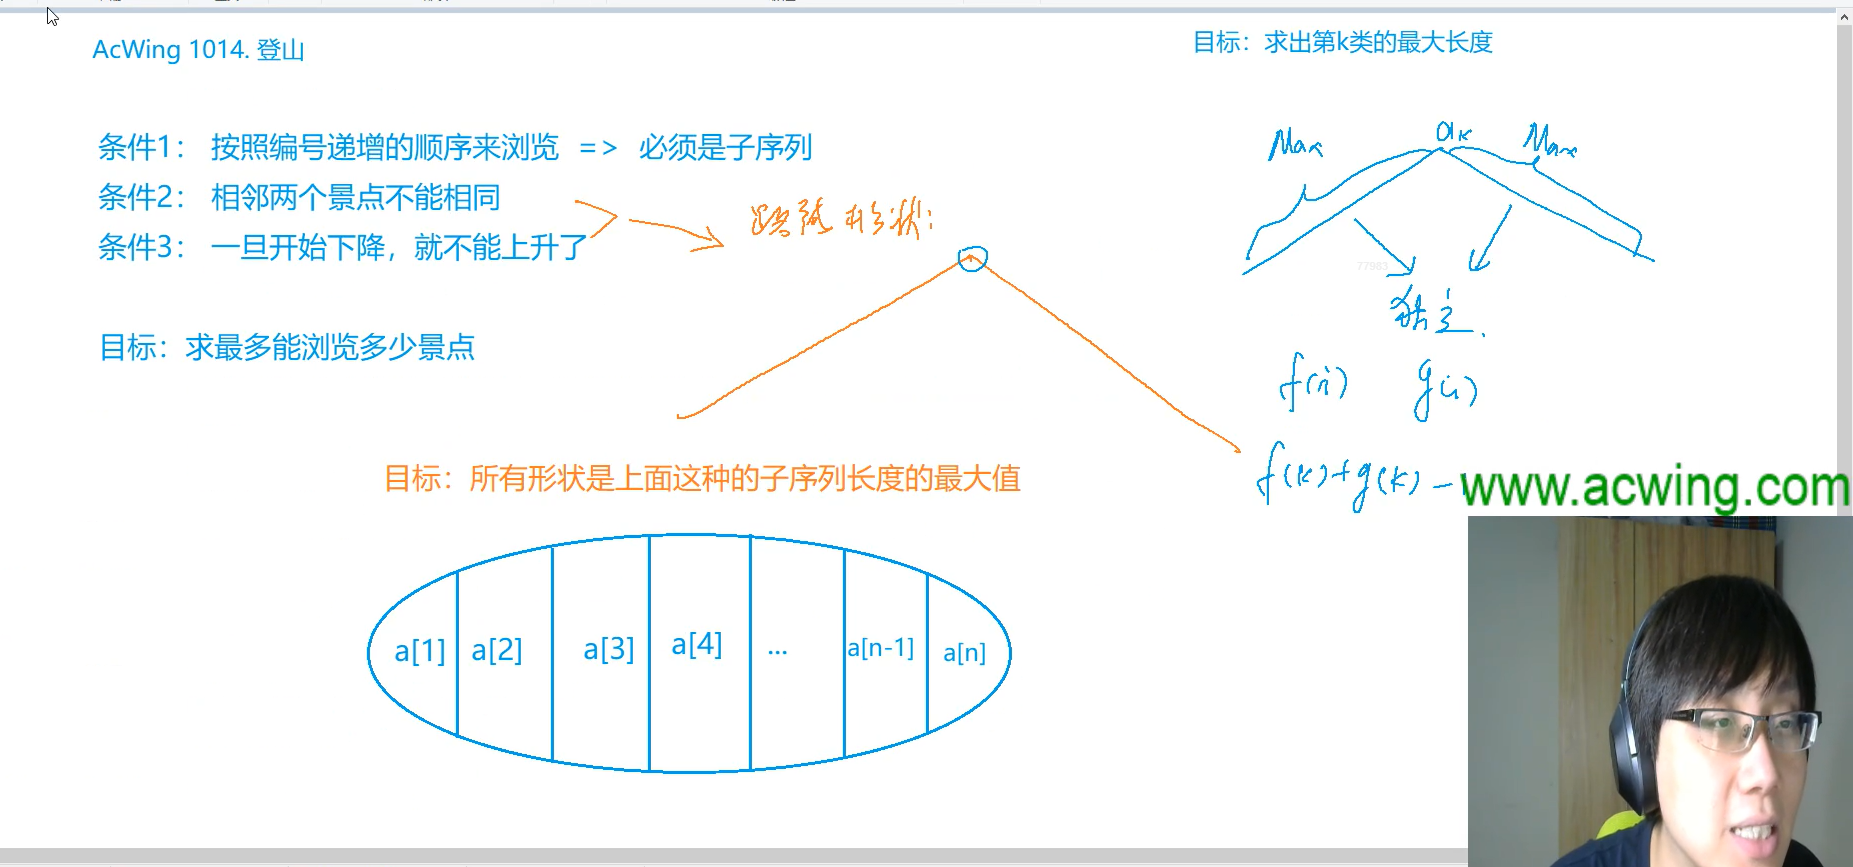 AcWing 1014. 登山
目标：求出第k类的最大长度
条件1： 按照编号递增的顺序来浏览 => 必须是子序列
条件2： 相邻两个景点不能相同
条件3： 一旦开始下降，就不能上升了
路线形状：
Max ak Max
77983
独立.
目标：求最多能浏览多少景点
f(i) g(i)
目标：所有形状是上面这种的子序列长度的最大值
f(k)+g(k) -
www.acwing.com
a[1] a[2] a[3] a[4] ... a[n-1] a[n]